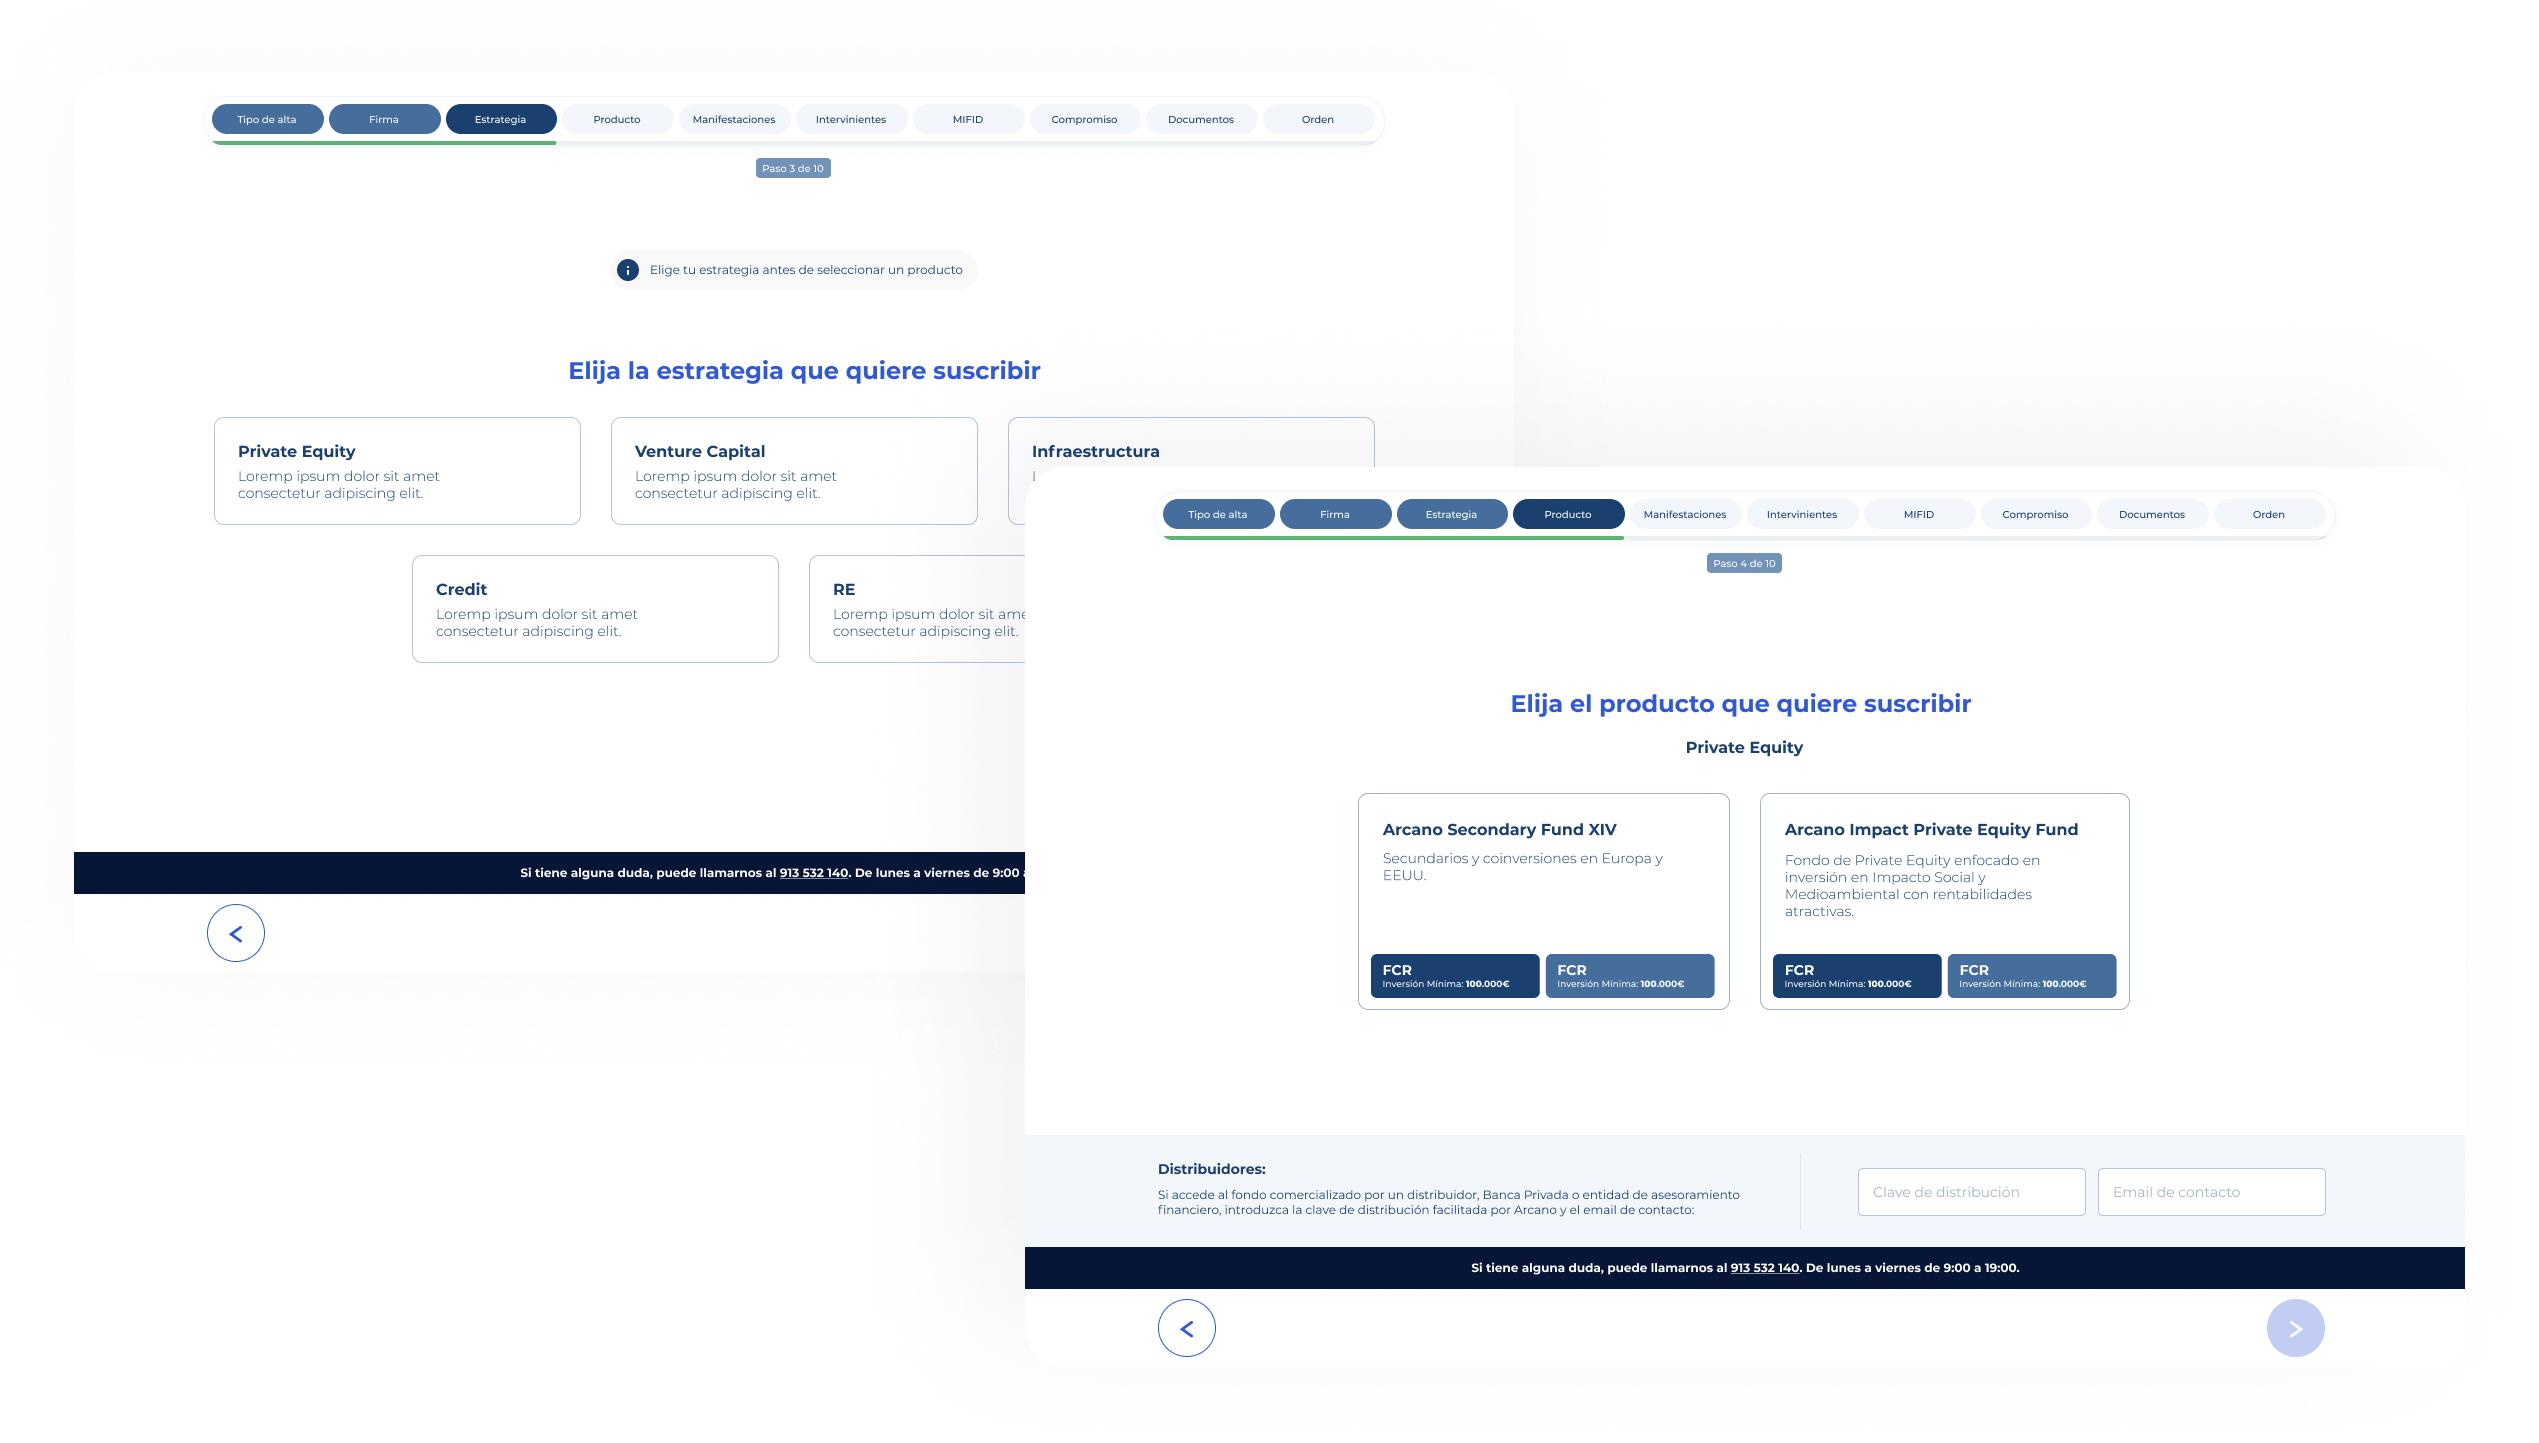 Tipo de alta
Firma
Estrategia
Producto
Manifestaciones
Intervinientes
MIFID
Compromiso
Documentos
Orden
Paso 3 de 10
Elige tu estrategia antes de seleccionar un producto
Elija la estrategia que quiere suscribir
Private Equity
Loremp ipsum dolor sit amet
consectetur adipiscing elit.
Venture Capital
Loremp ipsum dolor sit amet
consectetur adipiscing elit.
Infraestructura
Credit
Loremp ipsum dolor sit amet
consectetur adipiscing elit.
RE
Loremp ipsum dolor sit ame
consectetur adipiscing elit.
Si tiene alguna duda, puede llamarnos al 913 532 140. De lunes a viernes de 9:00
<
Tipo de alta
Firma
Estrategia
Producto
Manifestaciones
Intervinientes
MIFID
Compromiso
Documentos
Orden
Paso 4 de 10
Elija el producto que quiere suscribir
Private Equity
Arcano Secondary Fund XIV
Secundarios y coinversiones en Europa y
EEUU.
FCR
Inversión Mínima: 100.000€
FCR
Inversión Mínima: 100.000€
Arcano Impact Private Equity Fund
Fondo de Private Equity enfocado en
inversión en Impacto Social y
Medioambiental con rentabilidades
atractivas.
FCR
Inversión Mínima: 100.000€
FCR
Inversión Mínima: 100.000€
Distribuidores:
Si accede al fondo comercializado por un distribuidor, Banca Privada o entidad de asesoramiento
financiero, introduzca la clave de distribución facilitada por Arcano y el email de contacto:
Clave de distribución
Email de contacto
Si tiene alguna duda, puede llamarnos al 913 532 140. De lunes a viernes de 9:00 a 19:00.
<
>